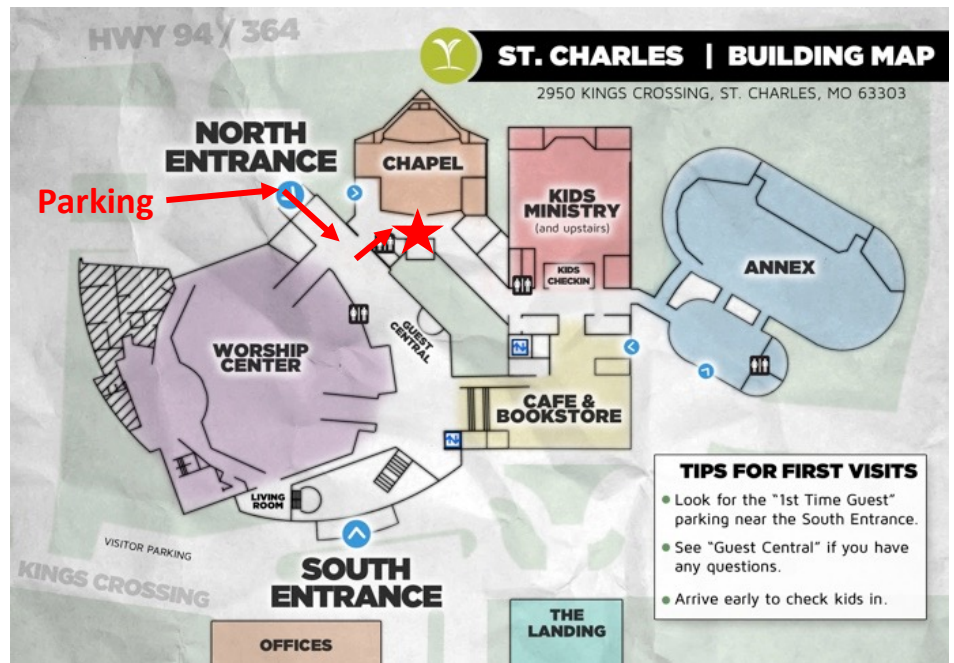 HWY 94 / 364
ST. CHARLES | BUILDING MAP
2950 KINGS CROSSING, ST. CHARLES, MO 63303
NORTH
ENTRANCE
CHAPEL
Parking
KIDS
MINISTRY
(and upstairs)
KIDS
CHECKIN
ANNEX
GUEST
CENTRAL
WORSHIP
CENTER
CAFE &
BOOKSTORE
LIVING
ROOM
TIPS FOR FIRST VISITS
Look for the “1st Time Guest”
parking near the South Entrance.
See “Guest Central” if you have
any questions.
Arrive early to check kids in.
VISITOR PARKING
KINGS CROSSING
SOUTH
ENTRANCE
OFFICES
THE
LANDING